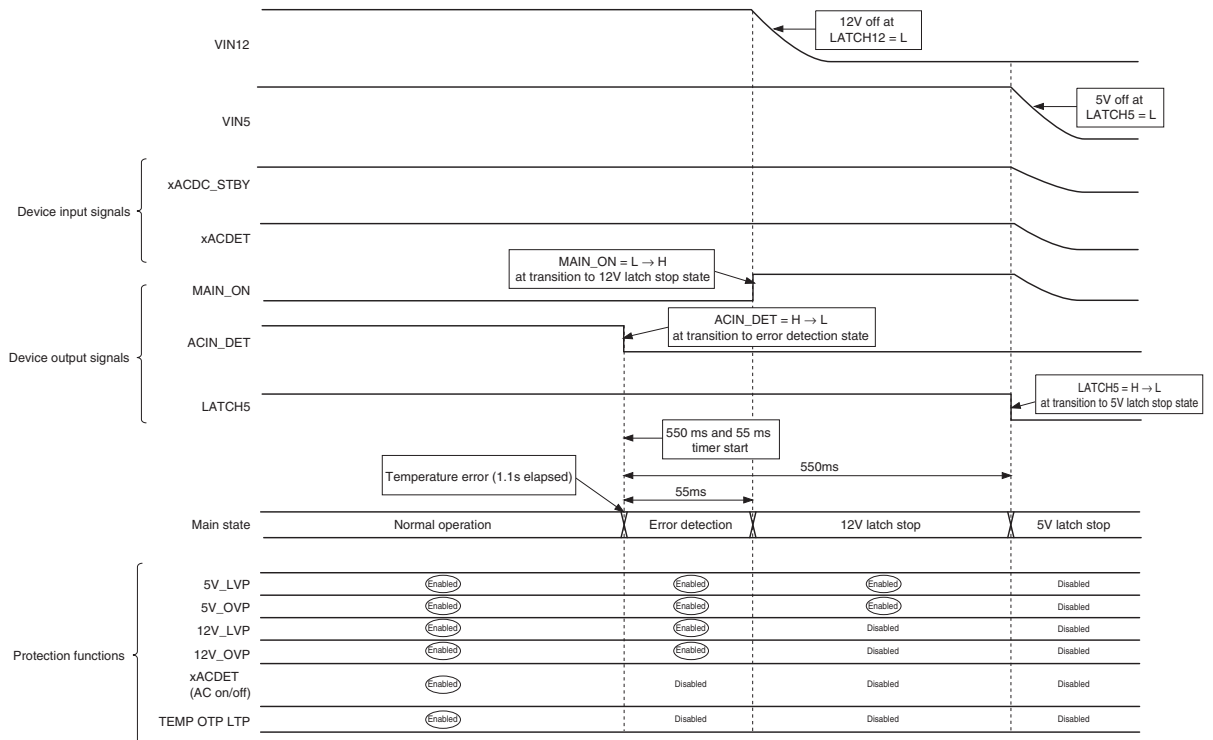 VIN12
12V off at
LATCH12 = L
VIN5
5V off at
LATCH5 = L
Device input signals
xACDC_STBY
xACDET
MAIN_ON = L → H
at transition to 12V latch stop state
Device output signals
MAIN_ON
ACIN_DET = H → L
at transition to error detection state
ACIN_DET
LATCH5 = H → L
at transition to 5V latch stop state
LATCH5
550 ms and 55 ms
timer start
550ms
Temperature error (1.1s elapsed)
55ms
Main state Normal operation Error detection 12V latch stop 5V latch stop
Protection functions
5V_LVP Enabled Enabled Enabled Disabled
5V_OVP Enabled Enabled Enabled Disabled
12V_LVP Enabled Enabled Disabled Disabled
12V_OVP Enabled Enabled Disabled Disabled
xACDET
(AC on/off) Enabled Disabled Disabled Disabled
TEMP OTP LTP Enabled Disabled Disabled Disabled